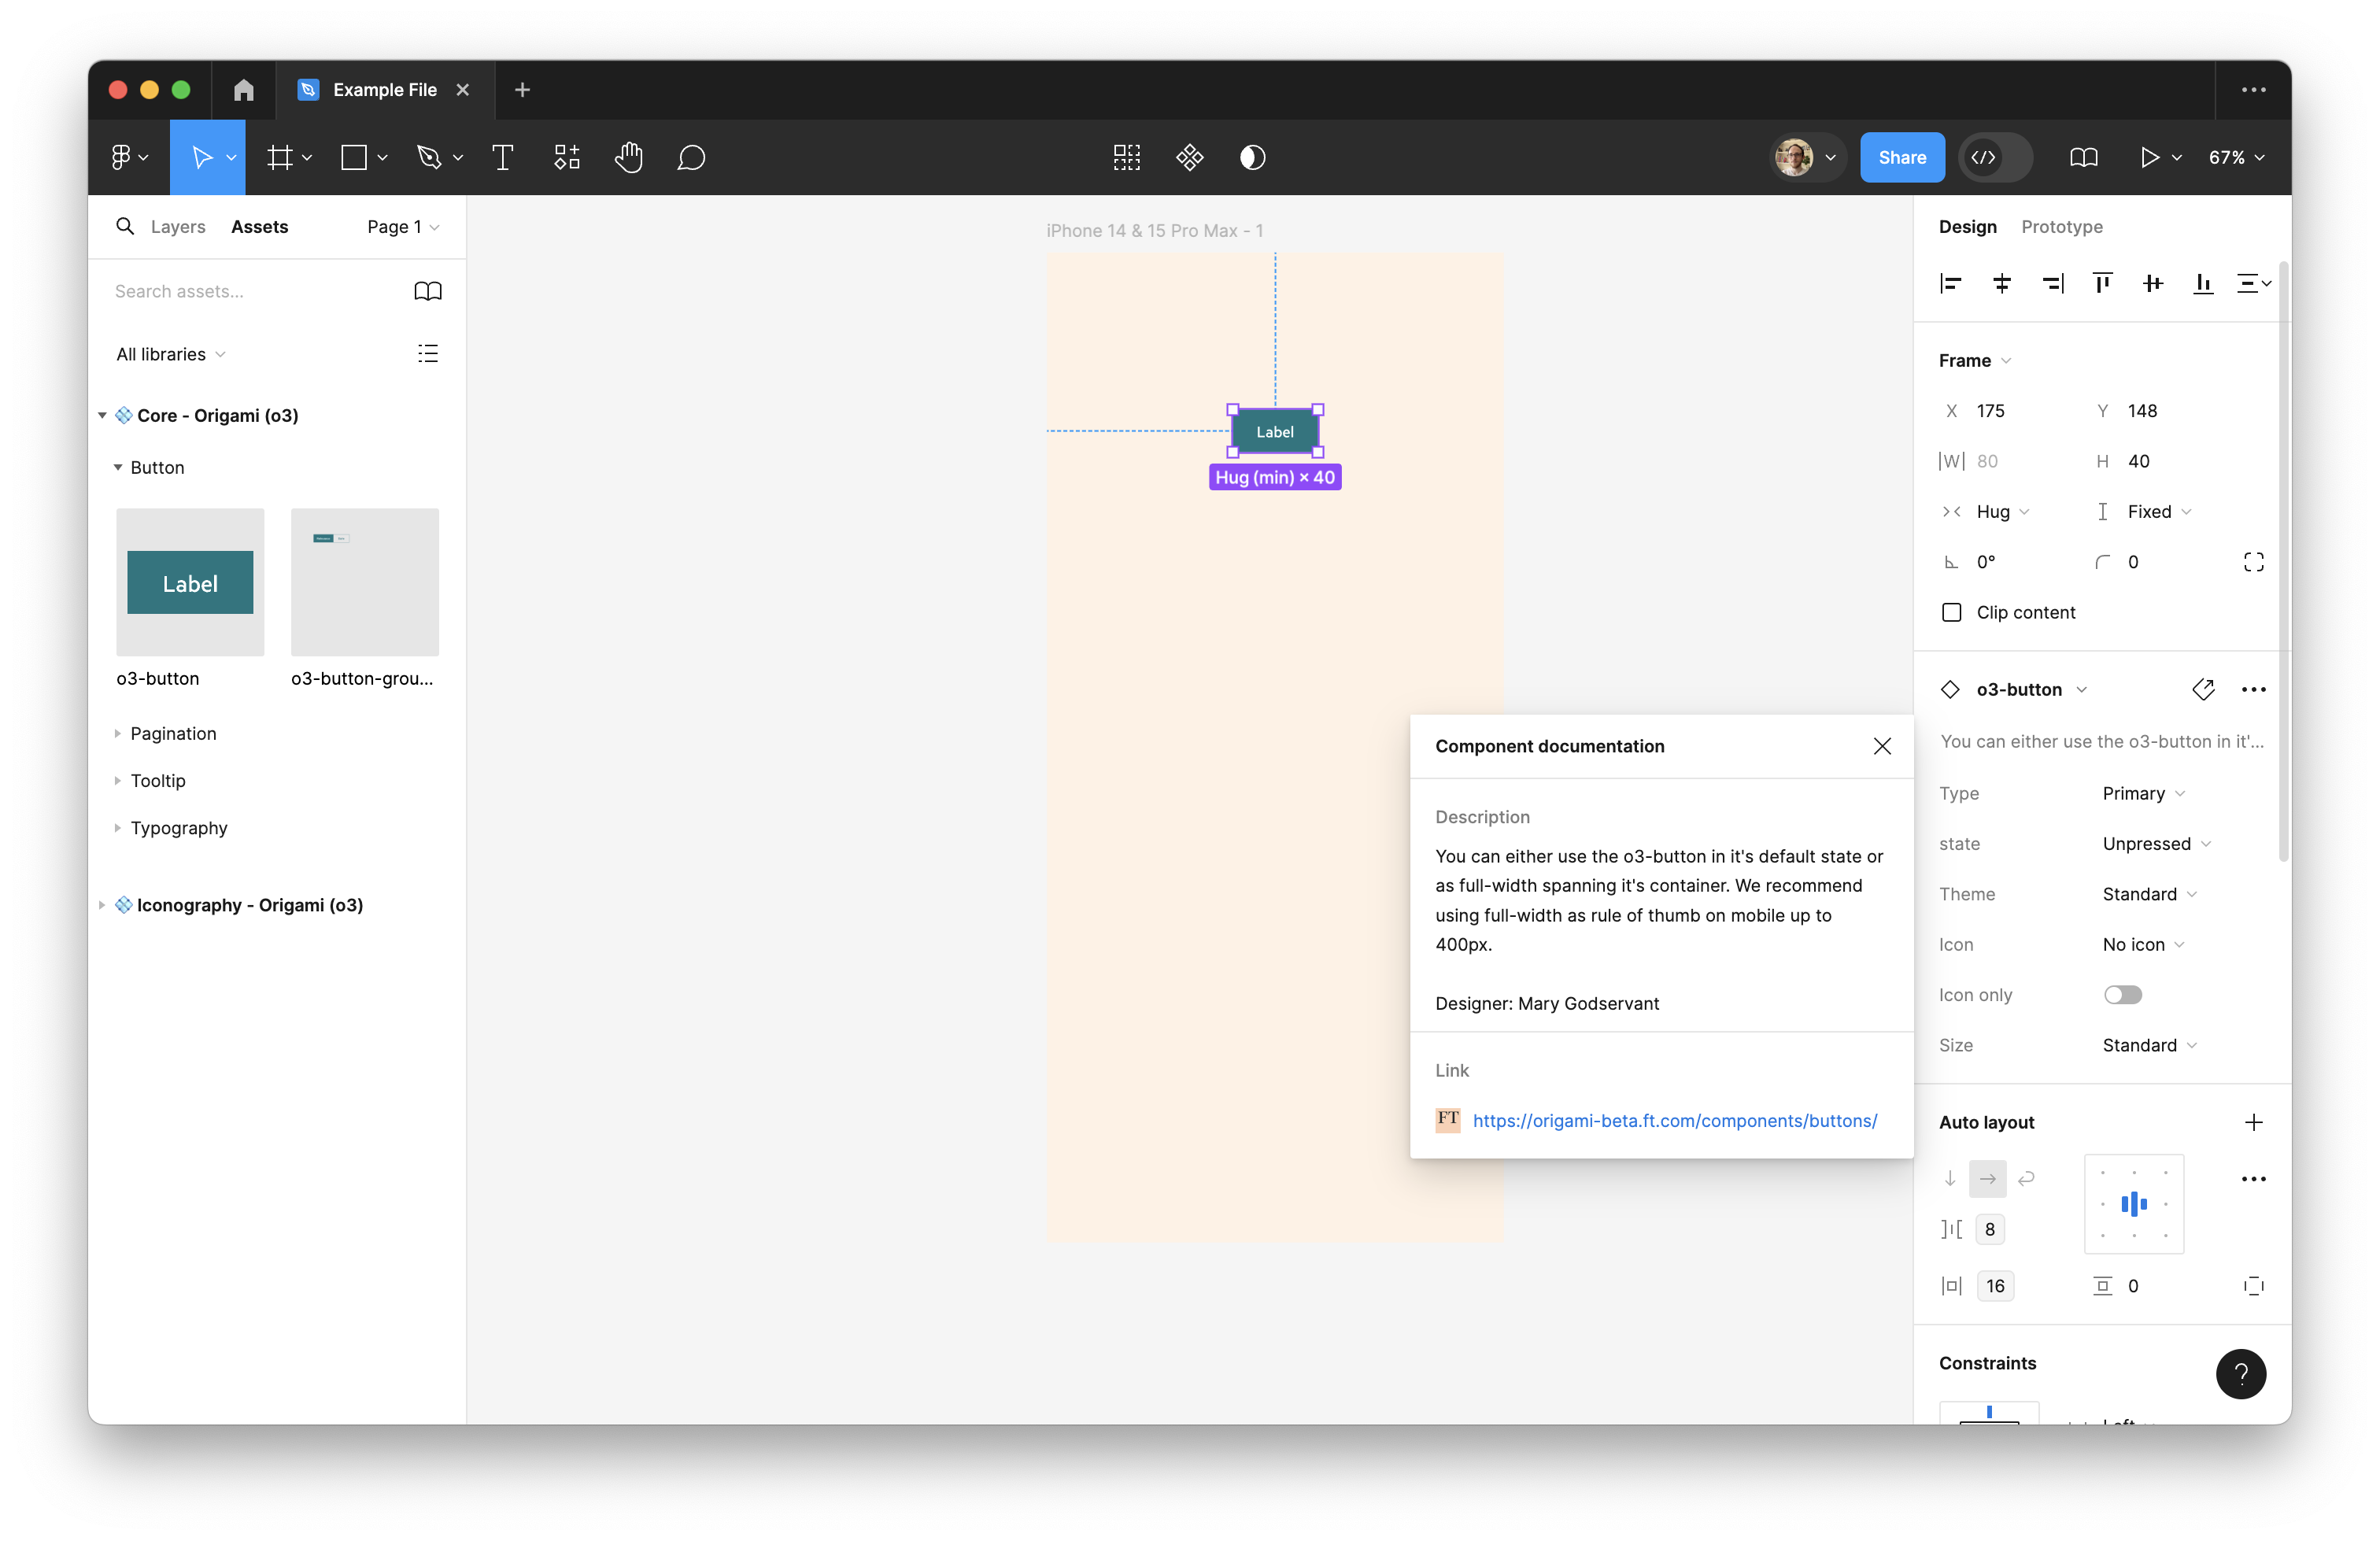 Example File
Share
67%
Layers
Assets
Page 1
Search assets...
All libraries
Core - Origami (o3)
Button
Label
o3-button
o3-button-grou...
Pagination
Tooltip
Typography
Iconography - Origami (o3)
iPhone 14 & 15 Pro Max - 1
Label
Hug (min) × 40
Component documentation
Description
You can either use the o3-button in it's default state or
as full-width spanning it's container. We recommend
using full-width as rule of thumb on mobile up to
400px.
Designer: Mary Godservant
Link
FT https://origami-beta.ft.com/components/buttons/
Design
Prototype
Frame
X 175 Y 148
W 80 H 40
Hug Fixed
0° 0
Clip content
o3-button
You can either use the o3-button in it'...
Type Primary
state Unpressed
Theme Standard
Icon No icon
Icon only
Size Standard
Auto layout
8
16 0
Constraints
?